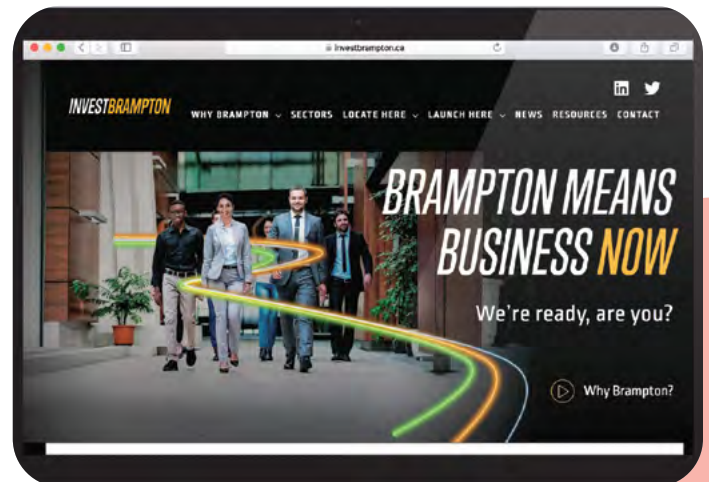 investbrampton.ca
in
INVESTBRAMPTON
WHY BRAMPTON SECTORS LOCATE HERE LAUNCH HERE NEWS RESOURCES CONTACT
BRAMPTON MEANS
BUSINESS NOW
We're ready, are you?
Why Brampton?